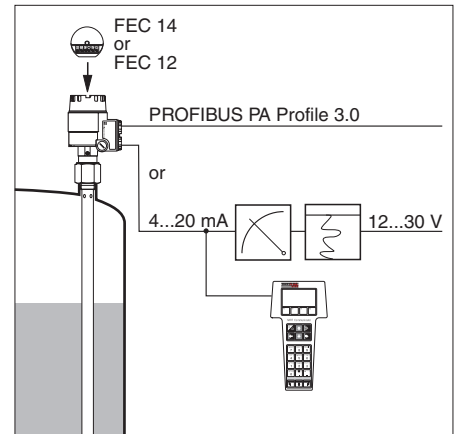 FEC 14
or
FEC 12
PROFIBUS PA Profile 3.0
or
4...20 mA
12...30 V